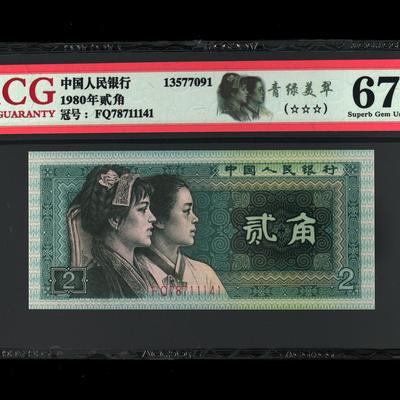 CG
GUARANTY
中国人民银行
1980年贰角
冠号：FQ78711141
13577091
青绿美翠
(☆☆☆)
67
Superb Gem Un
中国人民银行
贰角
2
2
FQ78711141